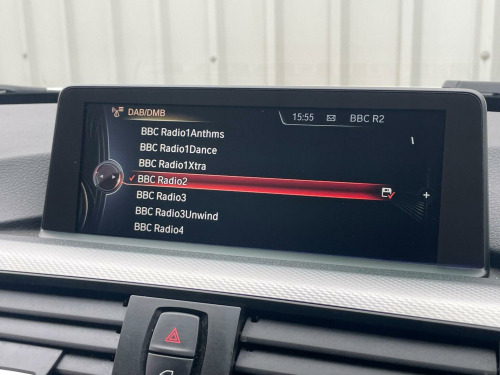 DAB/DMB
15:55 BBC R2
BBC Radio1Anthms
BBC Radio1Dance
BBC Radio1Xtra
BBC Radio2
BBC Radio3
BBC Radio3Unwind
BBC Radio4